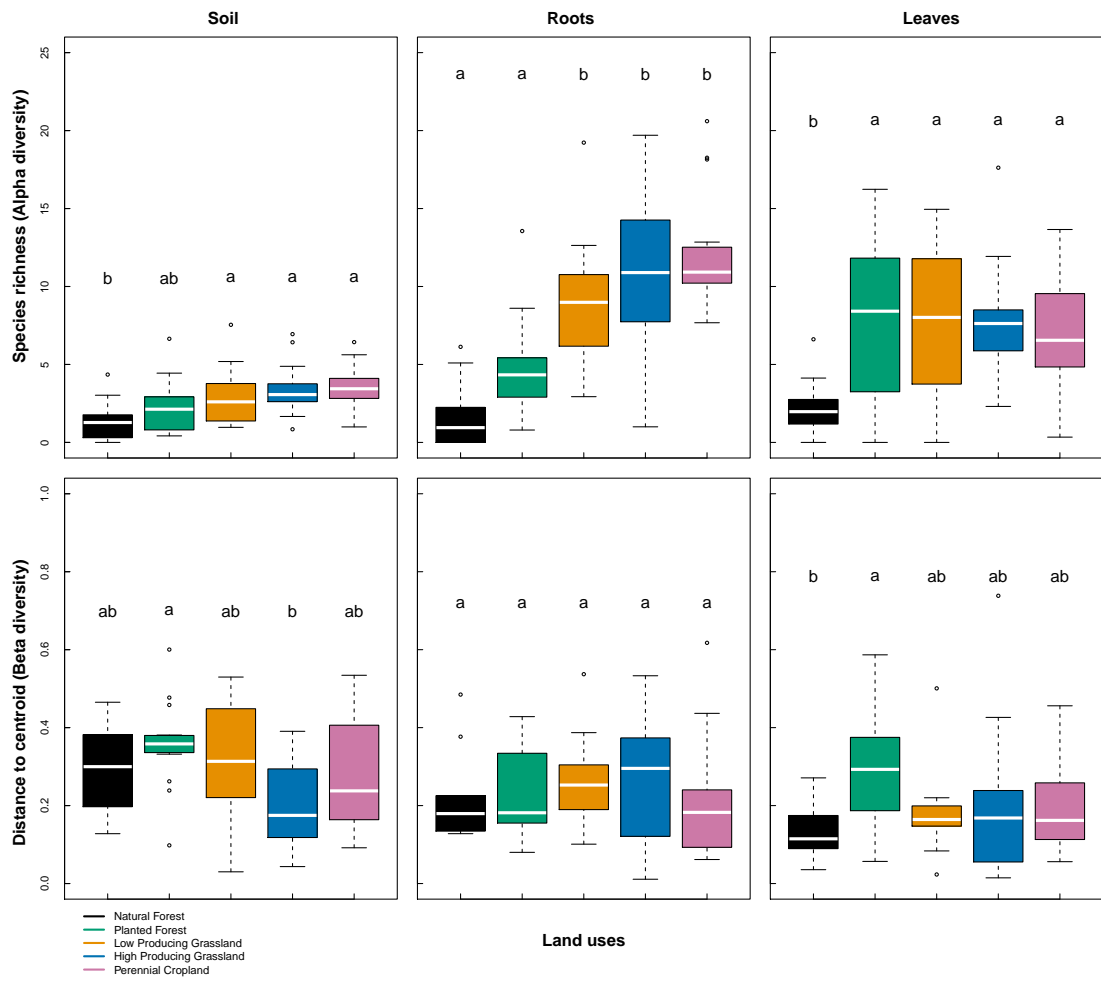 Soil Roots Leaves
Species richness (Alpha diversity)
25
20
15
10
5
0
b ab a a a
a a b b b
b a a a a
Distance to centroid (Beta diversity)
1.0
0.8
0.6
0.4
0.2
0.0
ab a ab b ab
a a a a a
b a ab ab ab
Natural Forest
Planted Forest
Low Producing Grassland
High Producing Grassland
Perennial Cropland
Land uses